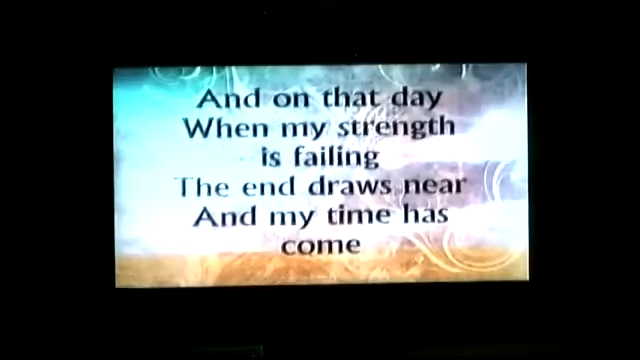 And on that day
When my strength
is failing
The end draws near
And my time has
come